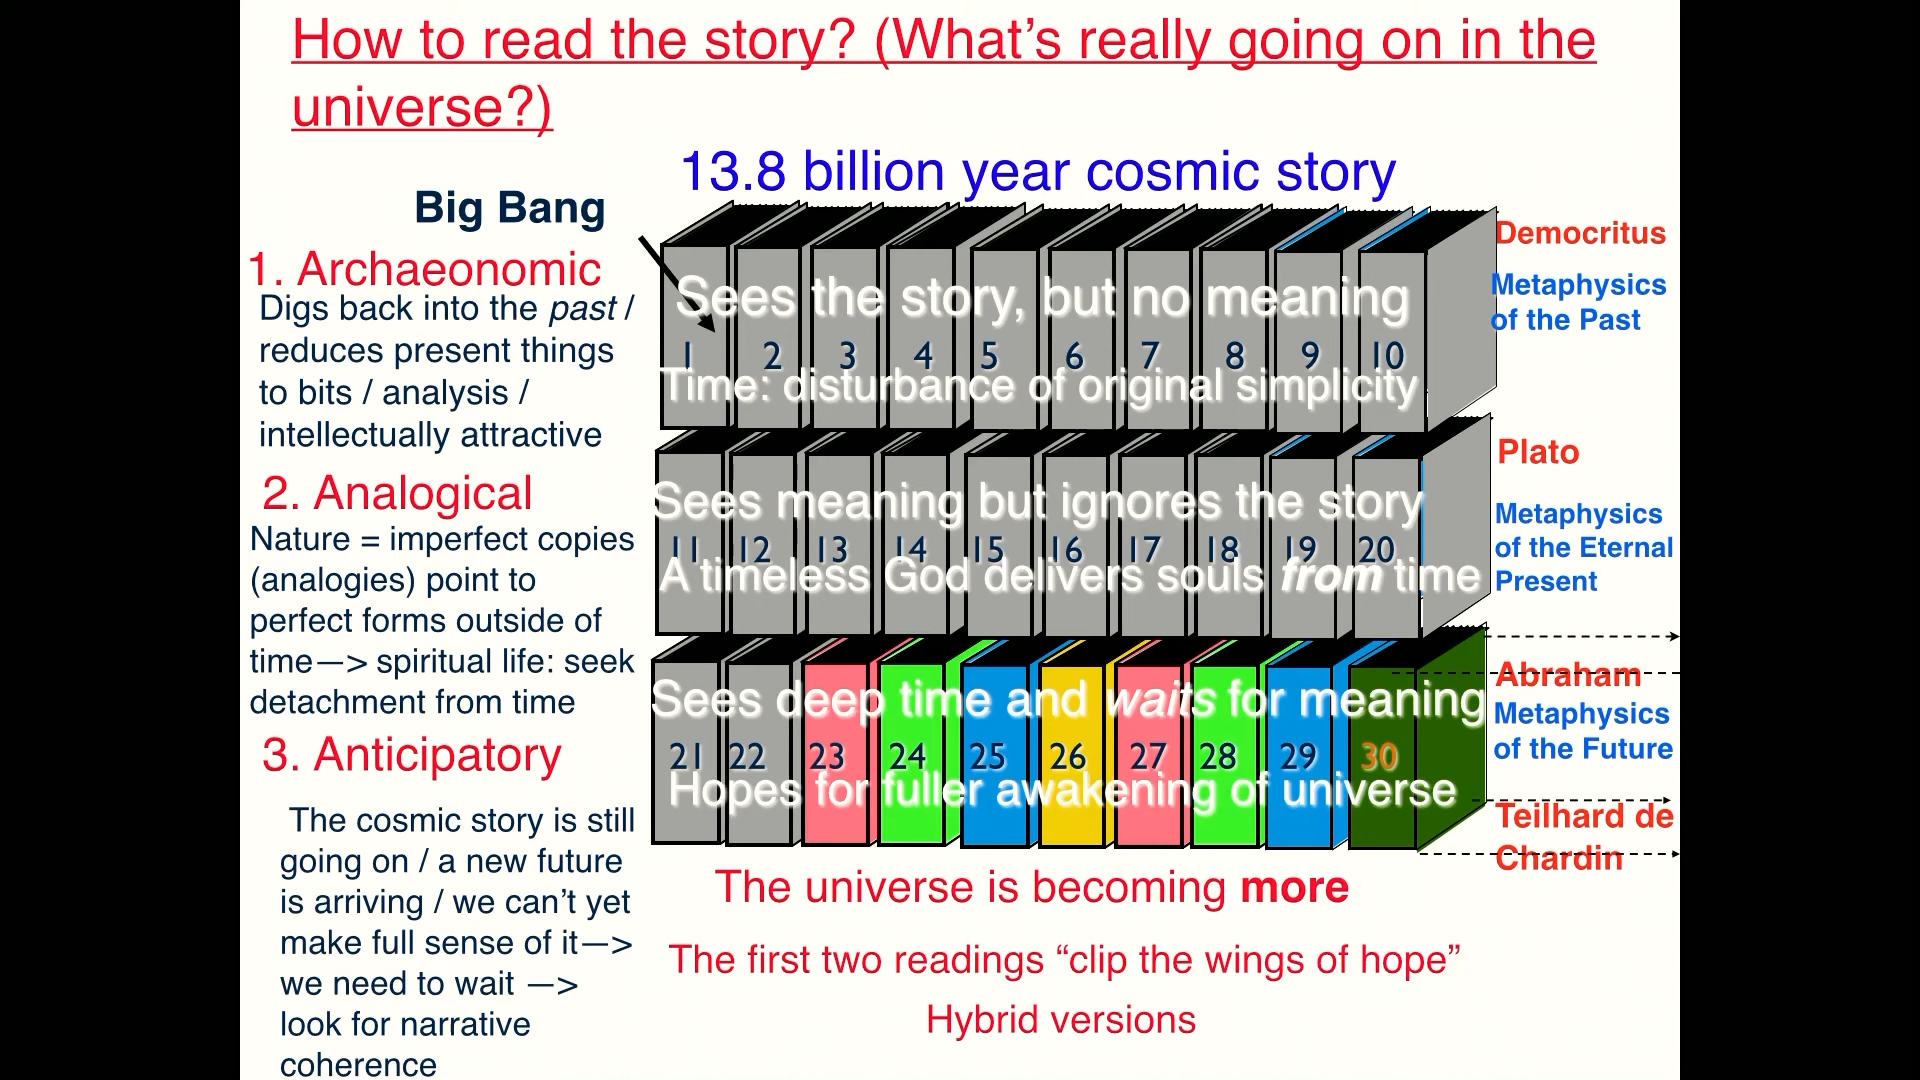 How to read the story? (What’s really going on in the
universe?)
13.8 billion year cosmic story
Big Bang
1. Archaeonomic
Digs back into the past /
reduces present things
to bits / analysis /
intellectually attractive
Sees the story, but no meaning
1 2 3 4 5 6 7 8 9 10
Time: disturbance of original simplicity
Democritus
Metaphysics
of the Past
2. Analogical
Nature = imperfect copies
(analogies) point to
perfect forms outside of
time—> spiritual life: seek
detachment from time
Sees meaning but ignores the story
11 12 13 14 15 16 17 18 19 20
A timeless God delivers souls from time
Plato
Metaphysics
of the Eternal
Present
3. Anticipatory
The cosmic story is still
going on / a new future
is arriving / we can’t yet
make full sense of it—>
we need to wait —>
look for narrative
coherence
Sees deep time and waits for meaning
21 22 23 24 25 26 27 28 29 30
Hopes for fuller awakening of universe
Abraham
Metaphysics
of the Future
Teilhard de
Chardin
The universe is becoming more
The first two readings “clip the wings of hope”
Hybrid versions